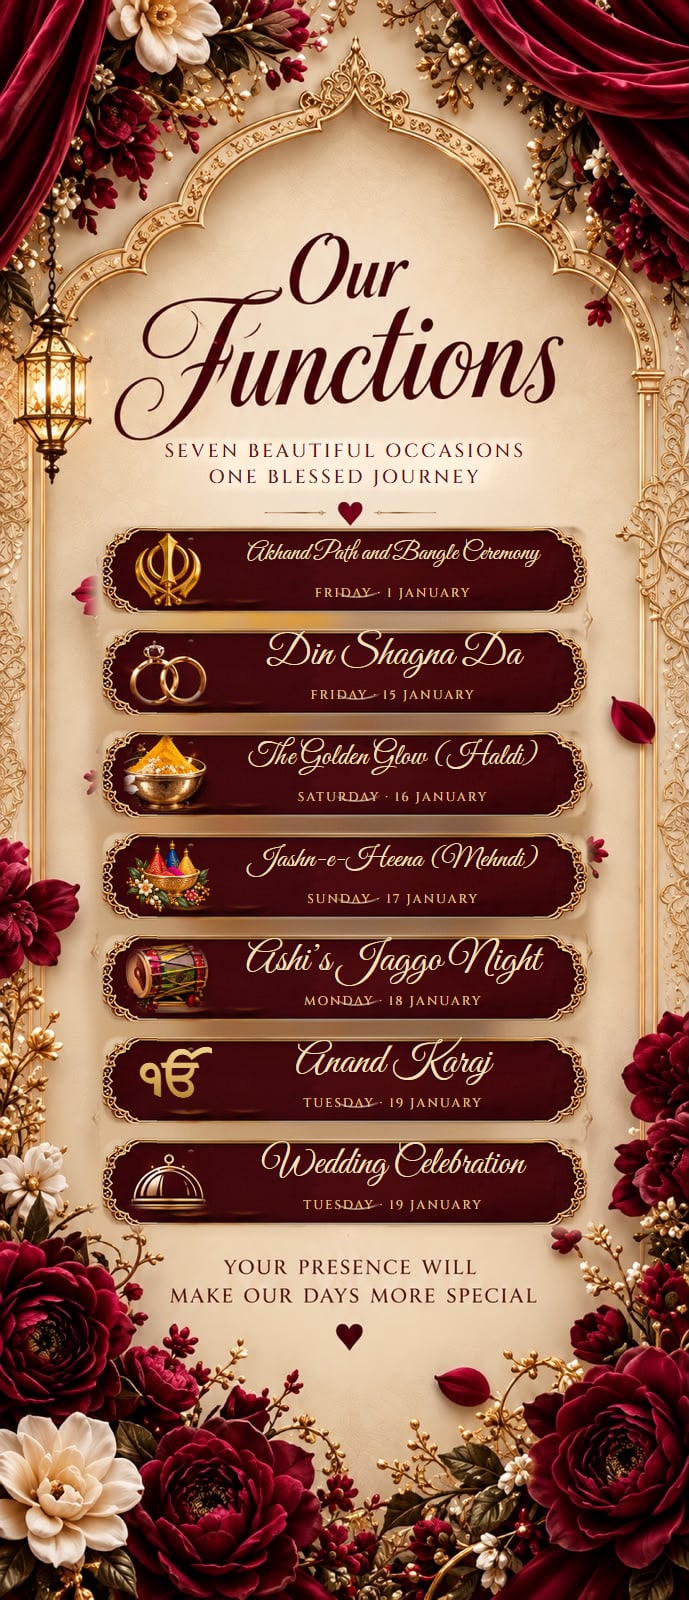 Our
Functions
SEVEN BEAUTIFUL OCCASIONS
ONE BLESSED JOURNEY
Akhand Path and Bangle Ceremony
FRIDAY · 1 JANUARY
Din Shagna Da
FRIDAY · 15 JANUARY
The Golden Glow (Haldi)
SATURDAY · 16 JANUARY
Jashn-e-Heena (Mehndi)
SUNDAY · 17 JANUARY
Ashi's Jaggo Night
MONDAY · 18 JANUARY
ੴ
Anand Karaj
TUESDAY · 19 JANUARY
Wedding Celebration
TUESDAY · 19 JANUARY
YOUR PRESENCE WILL
MAKE OUR DAYS MORE SPECIAL